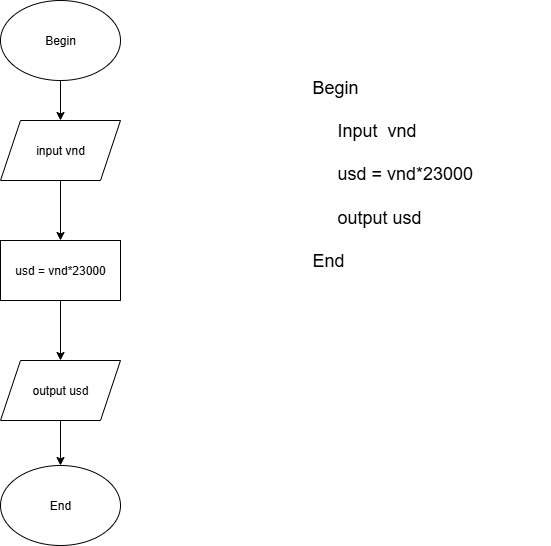 Begin
input vnd
usd = vnd*23000
output usd
End
Begin
Input  vnd
usd = vnd*23000
output usd
End